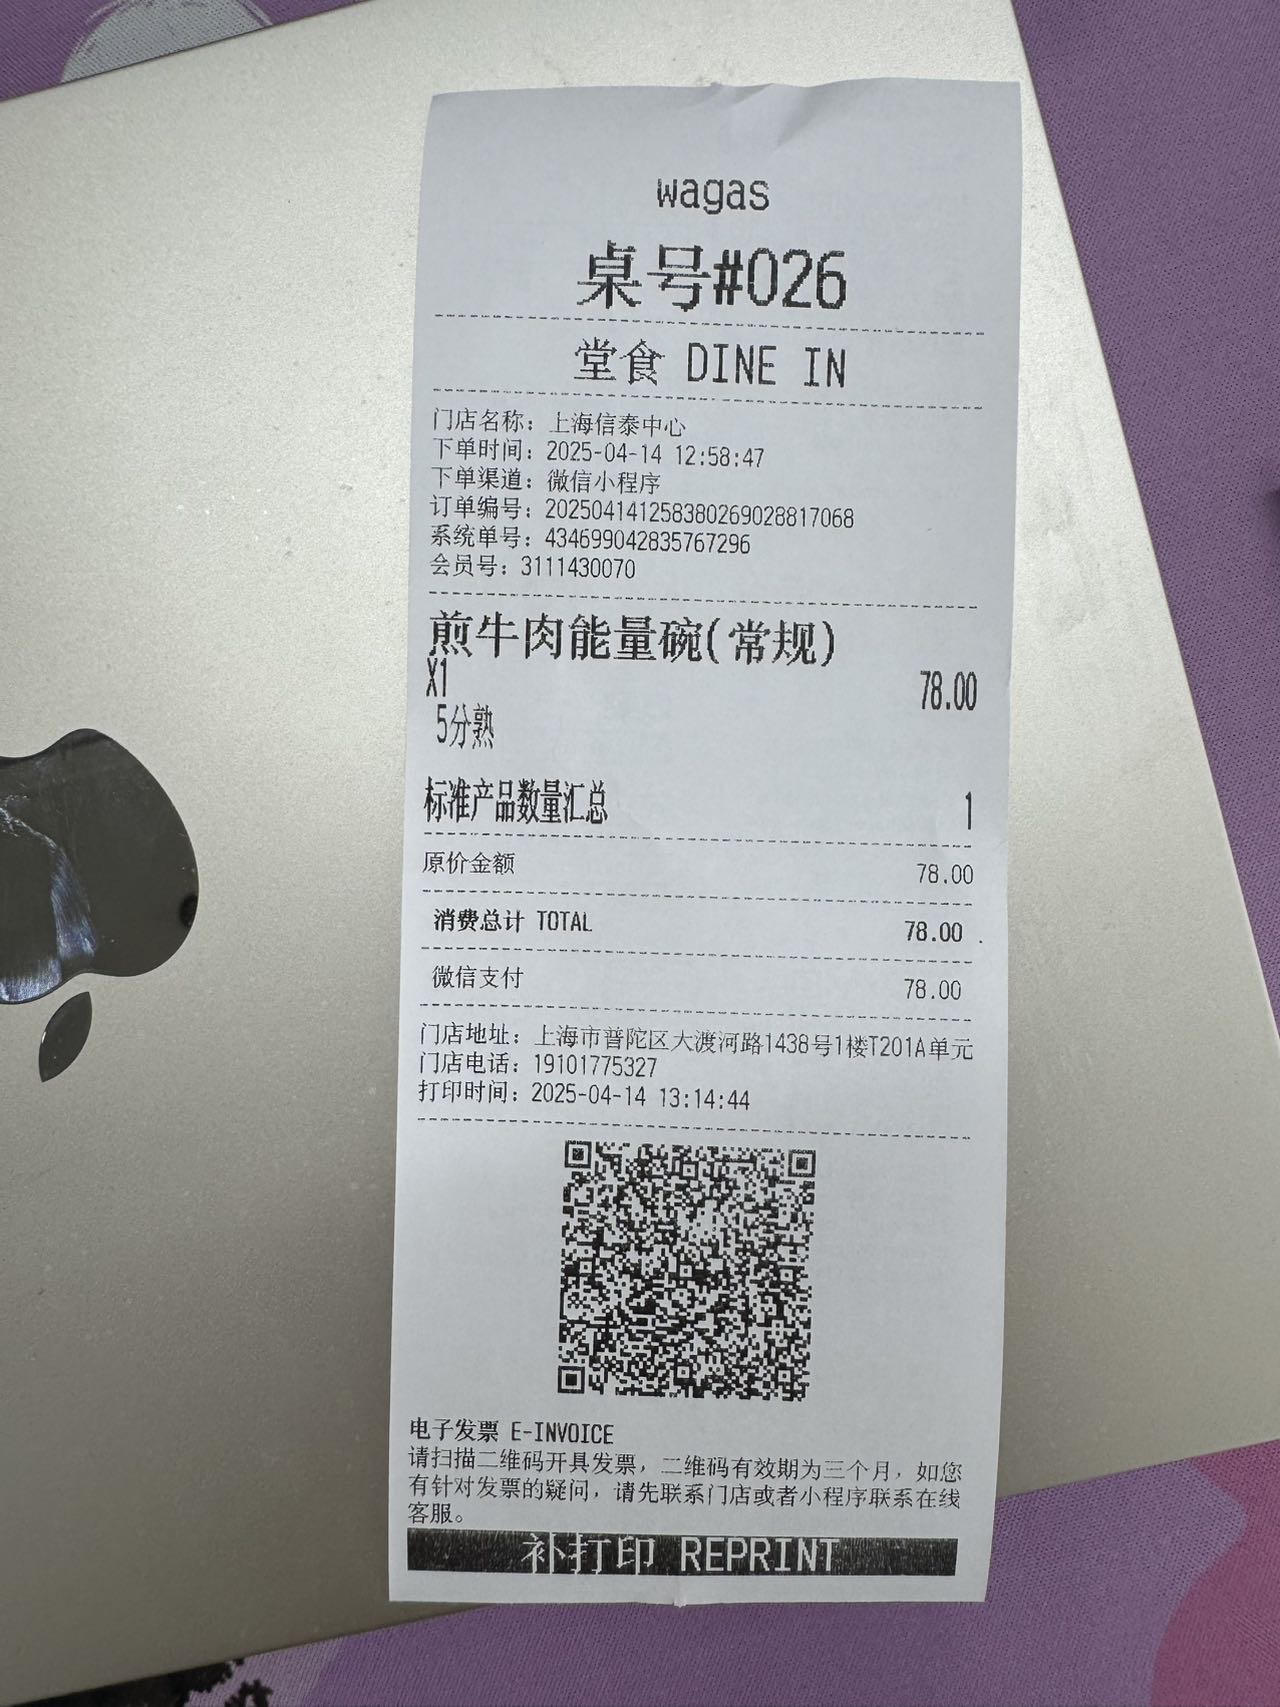 wagas
桌号#026
堂食 DINE IN
门店名称：上海信泰中心
下单时间：2025-04-14 12:58:47
下单渠道：微信小程序
订单编号：20250414125838026902881​7068
系统单号：434699042835767296
会员号：3111430070
煎牛肉能量碗(常规)
X1 78.00
5分熟
标准产品数量汇总 1
原价金额 78.00
消费总计 TOTAL 78.00
微信支付 78.00
门店地址：上海市普陀区大渡河路1438号1楼T201A单元
门店电话：19101775327
打印时间：2025-04-14 13:14:44
电子发票 E-INVOICE
请扫描二维码开具发票，二维码有效期为三个月，如您
有针对发票的疑问，请先联系门店或者小程序联系在线
客服。
补打印 REPRINT